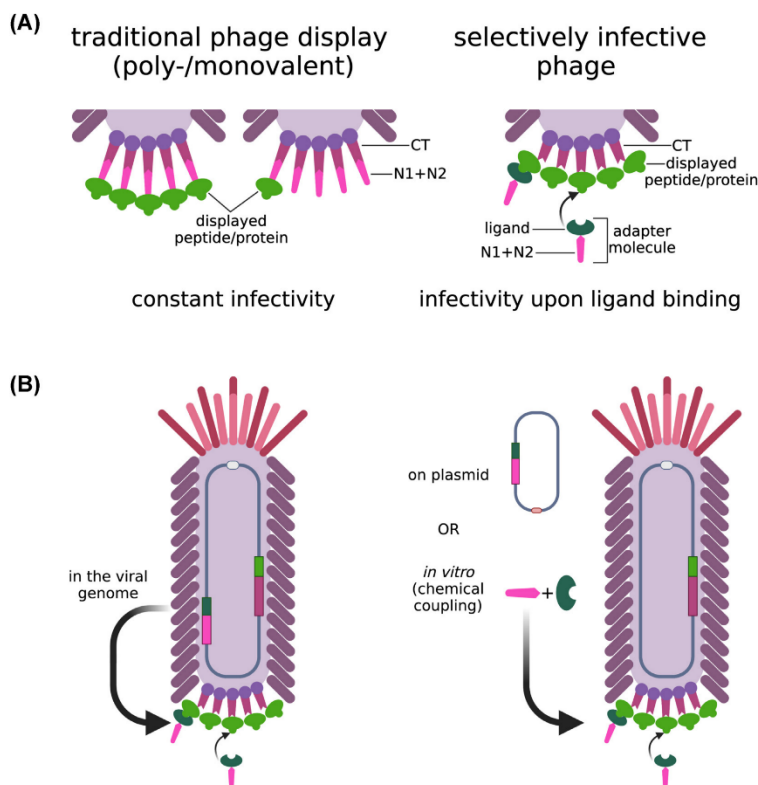 (A)
traditional phage display
(poly-/monovalent)
selectively infective
phage
CT
N1+N2
displayed
peptide/protein
CT
displayed
peptide/protein
ligand
N1+N2
adapter
molecule
constant infectivity
infectivity upon ligand binding
(B)
in the viral
genome
on plasmid
OR
in vitro
(chemical
coupling)
+